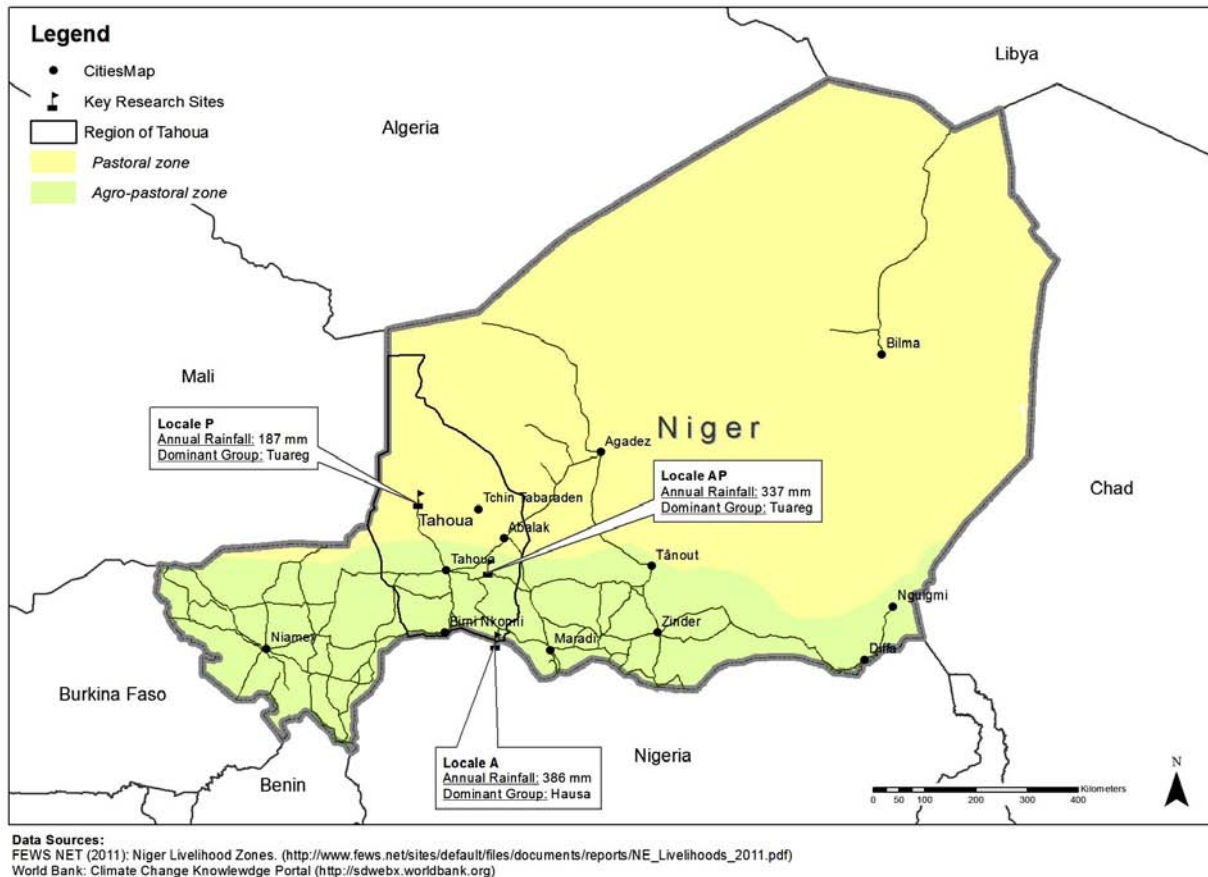 Legend
CitiesMap
Key Research Sites
Region of Tahoua
Pastoral zone
Agro-pastoral zone
Libya
Algeria
Mali
Bilma
Niger
Locale P
Annual Rainfall: 187 mm
Dominant Group: Tuareg
Agadez
Locale AP
Annual Rainfall: 337 mm
Dominant Group: Tuareg
Chad
Tchin Tabaraden
Tahoua
Abalak
Tahoua
Tânout
Nguigmi
Birni Nkonni
Zinder
Niamey
Maradi
Diffa
Burkina Faso
Nigeria
Benin
Locale A
Annual Rainfall: 386 mm
Dominant Group: Hausa
N
Kilometers
0 50 100 200 300 400
Data Sources:
FEWS NET (2011): Niger Livelihood Zones. (http://www.fews.net/sites/default/files/documents/reports/NE_Livelihoods_2011.pdf)
World Bank: Climate Change Knowlewdge Portal (http://sdwebx.worldbank.org)